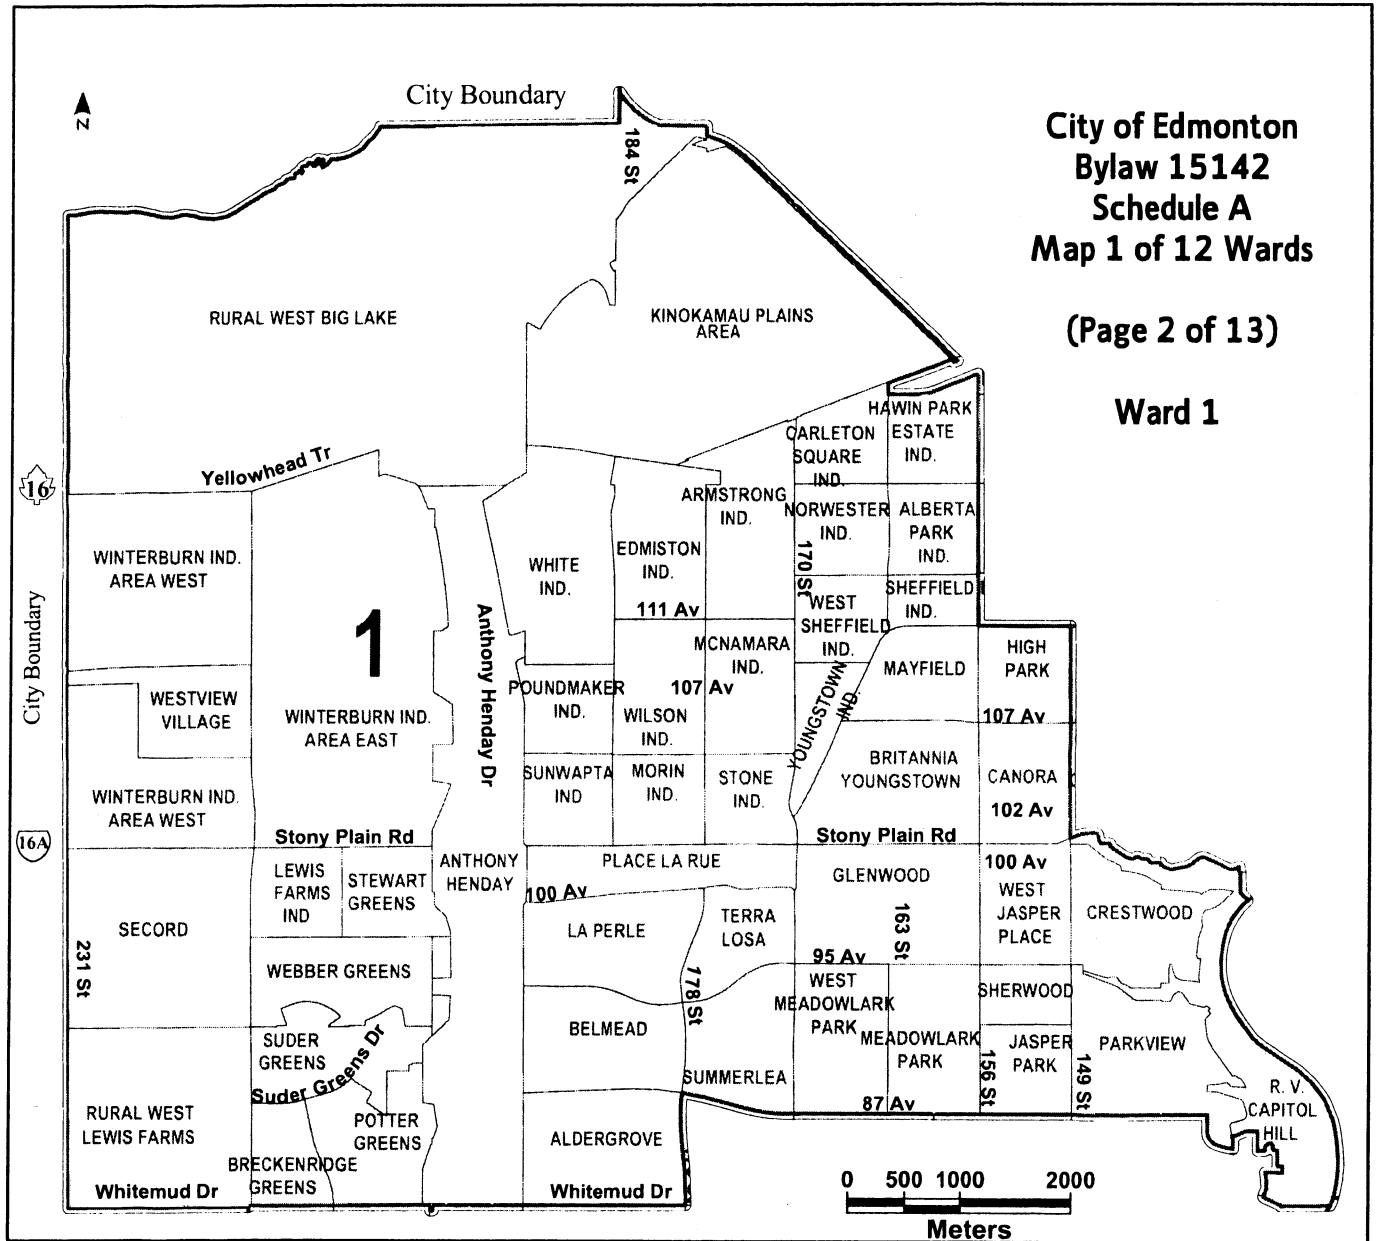 City Boundary
City of Edmonton
Bylaw 15142
Schedule A
Map 1 of 12 Wards
(Page 2 of 13)
Ward 1
N
184 St
RURAL WEST BIG LAKE
KINOKAMAU PLAINS
AREA
HAWIN PARK
ESTATE
IND.
CARLETON
SQUARE
IND.
Yellowhead Tr
16
ARMSTRONG
IND.
NORWESTER
IND.
ALBERTA
PARK
IND.
WINTERBURN IND.
AREA WEST
WHITE
IND.
EDMISTON
IND.
170 St
111 Av
WEST
SHEFFIELD
IND.
SHEFFIELD
IND.
1
Anthony Henday Dr
City Boundary
MCNAMARA
IND.
MAYFIELD
HIGH
PARK
WESTVIEW
VILLAGE
POUNDMAKER
IND.
107 Av
YOUNGSTOWN
IND.
107 Av
WINTERBURN IND.
AREA EAST
WILSON
IND.
BRITANNIA
YOUNGSTOWN
CANORA
SUNWAPTA
IND
MORIN
IND.
STONE
IND.
WINTERBURN IND.
AREA WEST
102 Av
16A
Stony Plain Rd
Stony Plain Rd
LEWIS
FARMS
IND
STEWART
GREENS
ANTHONY
HENDAY
PLACE LA RUE
100 Av
GLENWOOD
100 Av
WEST
JASPER
PLACE
CRESTWOOD
SECORD
LA PERLE
TERRA
LOSA
163 St
95 Av
231 St
WEBBER GREENS
178 St
WEST
MEADOWLARK
PARK
SHERWOOD
BELMEAD
SUDER
GREENS
Suder Greens Dr
MEADOWLARK
PARK
JASPER
PARK
PARKVIEW
156 St
149 St
SUMMERLEA
87 Av
R. V.
CAPITOL
HILL
RURAL WEST
LEWIS FARMS
POTTER
GREENS
ALDERGROVE
BRECKENRIDGE
GREENS
Whitemud Dr
Whitemud Dr
0 500 1000 2000
Meters